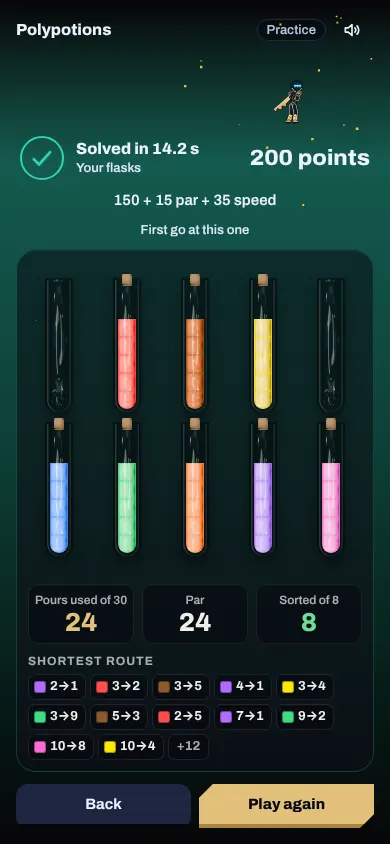 Polypotions
Practice
Solved in 14.2 s
Your flasks
200 points
150 + 15 par + 35 speed
First go at this one
Pours used of 30
24
Par
24
Sorted of 8
8
SHORTEST ROUTE
2→1 3→2 3→5 4→1 3→4
3→9 5→3 2→5 7→1 9→2
10→8 10→4 +12
Back
Play again